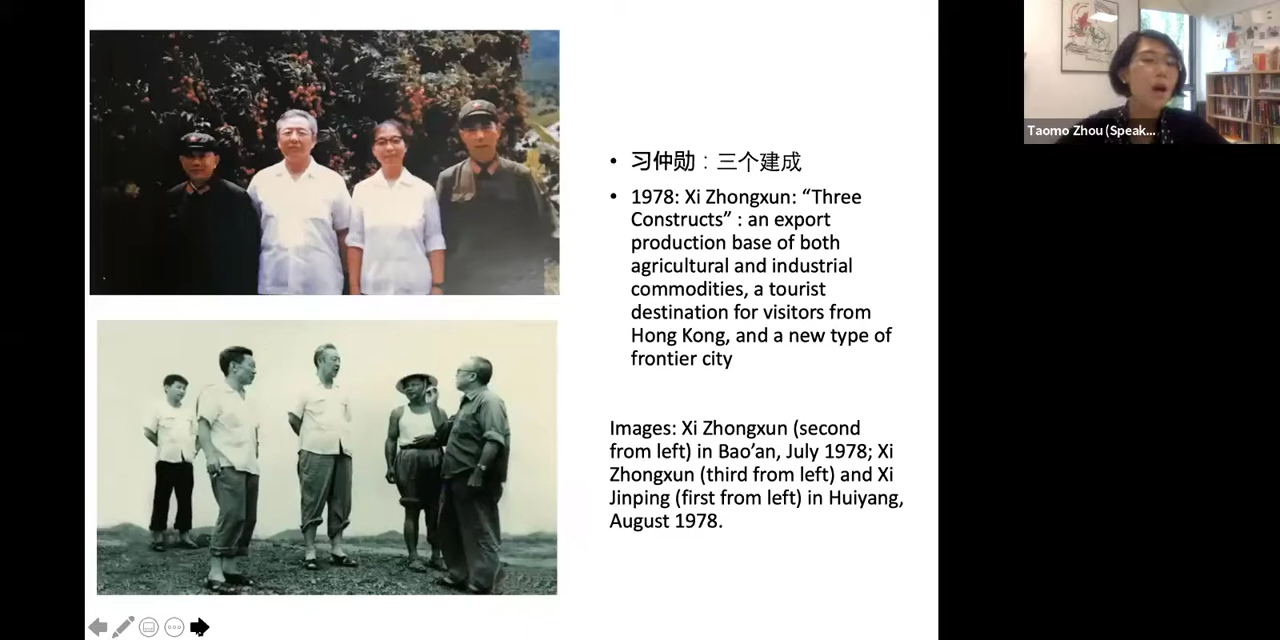 • 习仲勋：三个建成
• 1978: Xi Zhongxun: “Three
Constructs” : an export
production base of both
agricultural and industrial
commodities, a tourist
destination for visitors from
Hong Kong, and a new type of
frontier city
Images: Xi Zhongxun (second
from left) in Bao’an, July 1978; Xi
Zhongxun (third from left) and Xi
Jinping (first from left) in Huiyang,
August 1978.
Taomo Zhou (Speak...